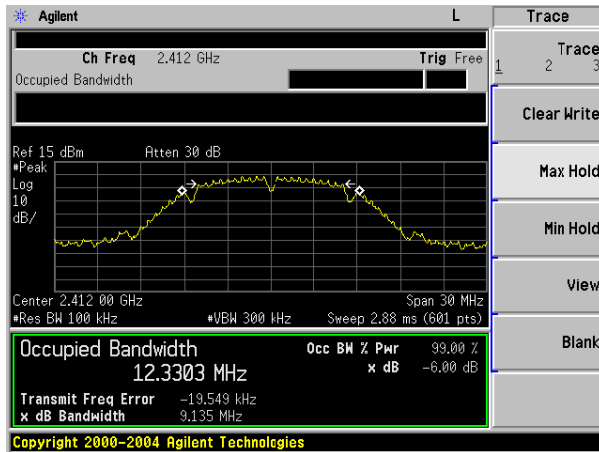 Agilent L Trace
Ch Freq 2.412 GHz Trig Free
Occupied Bandwidth
Trace
1 2 3
Clear Write
Max Hold
Min Hold
View
Blank
Ref 15 dBm Atten 30 dB
#Peak
Log
10
dB/
Center 2.412 00 GHz Span 30 MHz
#Res BW 100 kHz #VBW 300 kHz Sweep 2.88 ms (601 pts)
Occupied Bandwidth Occ BW % Pwr 99.00 %
12.3303 MHz x dB -6.00 dB
Transmit Freq Error -19.549 kHz
x dB Bandwidth 9.135 MHz
Copyright 2000-2004 Agilent Technologies